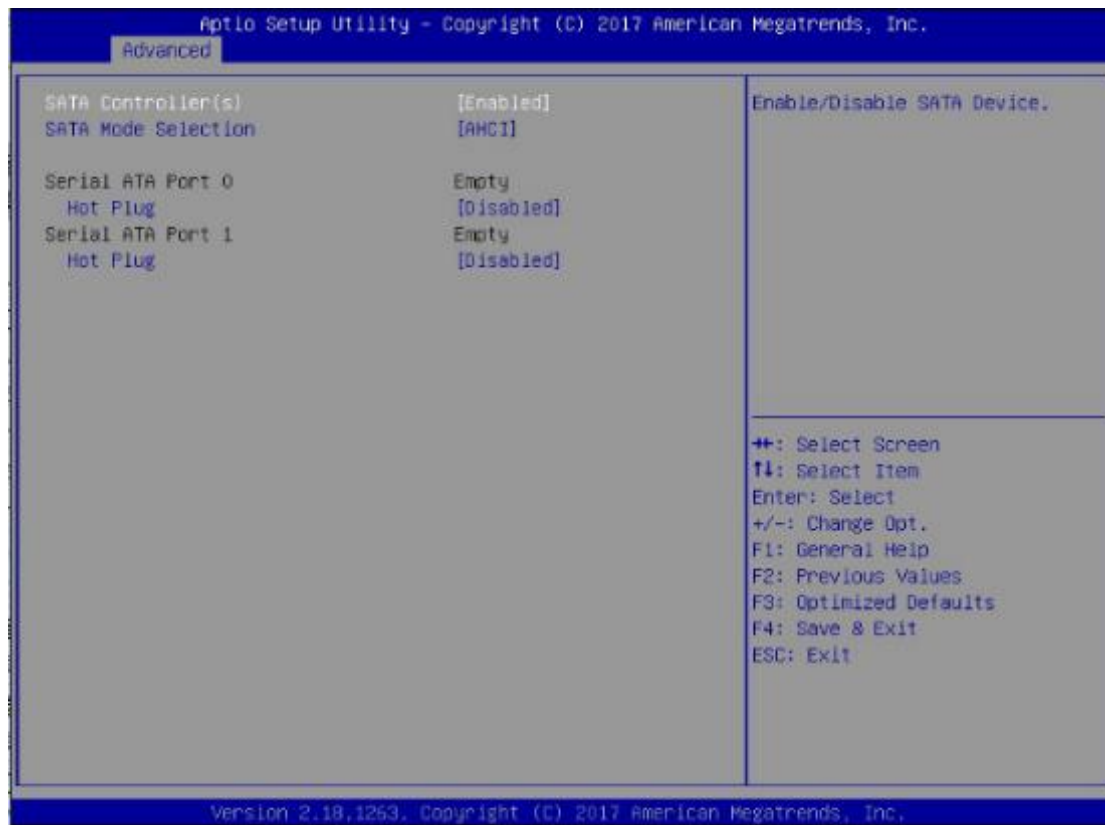 Aptio Setup Utility - Copyright (C) 2017 American Megatrends, Inc.
Advanced
SATA Controller(s) [Enabled]
SATA Mode Selection [AHCI]
Serial ATA Port 0 Empty
Hot Plug [Disabled]
Serial ATA Port 1 Empty
Hot Plug [Disabled]
Enable/Disable SATA Device.
→←: Select Screen
↑↓: Select Item
Enter: Select
+/-: Change Opt.
F1: General Help
F2: Previous Values
F3: Optimized Defaults
F4: Save & Exit
ESC: Exit
Version 2.18.1263. Copyright (C) 2017 American Megatrends, Inc.